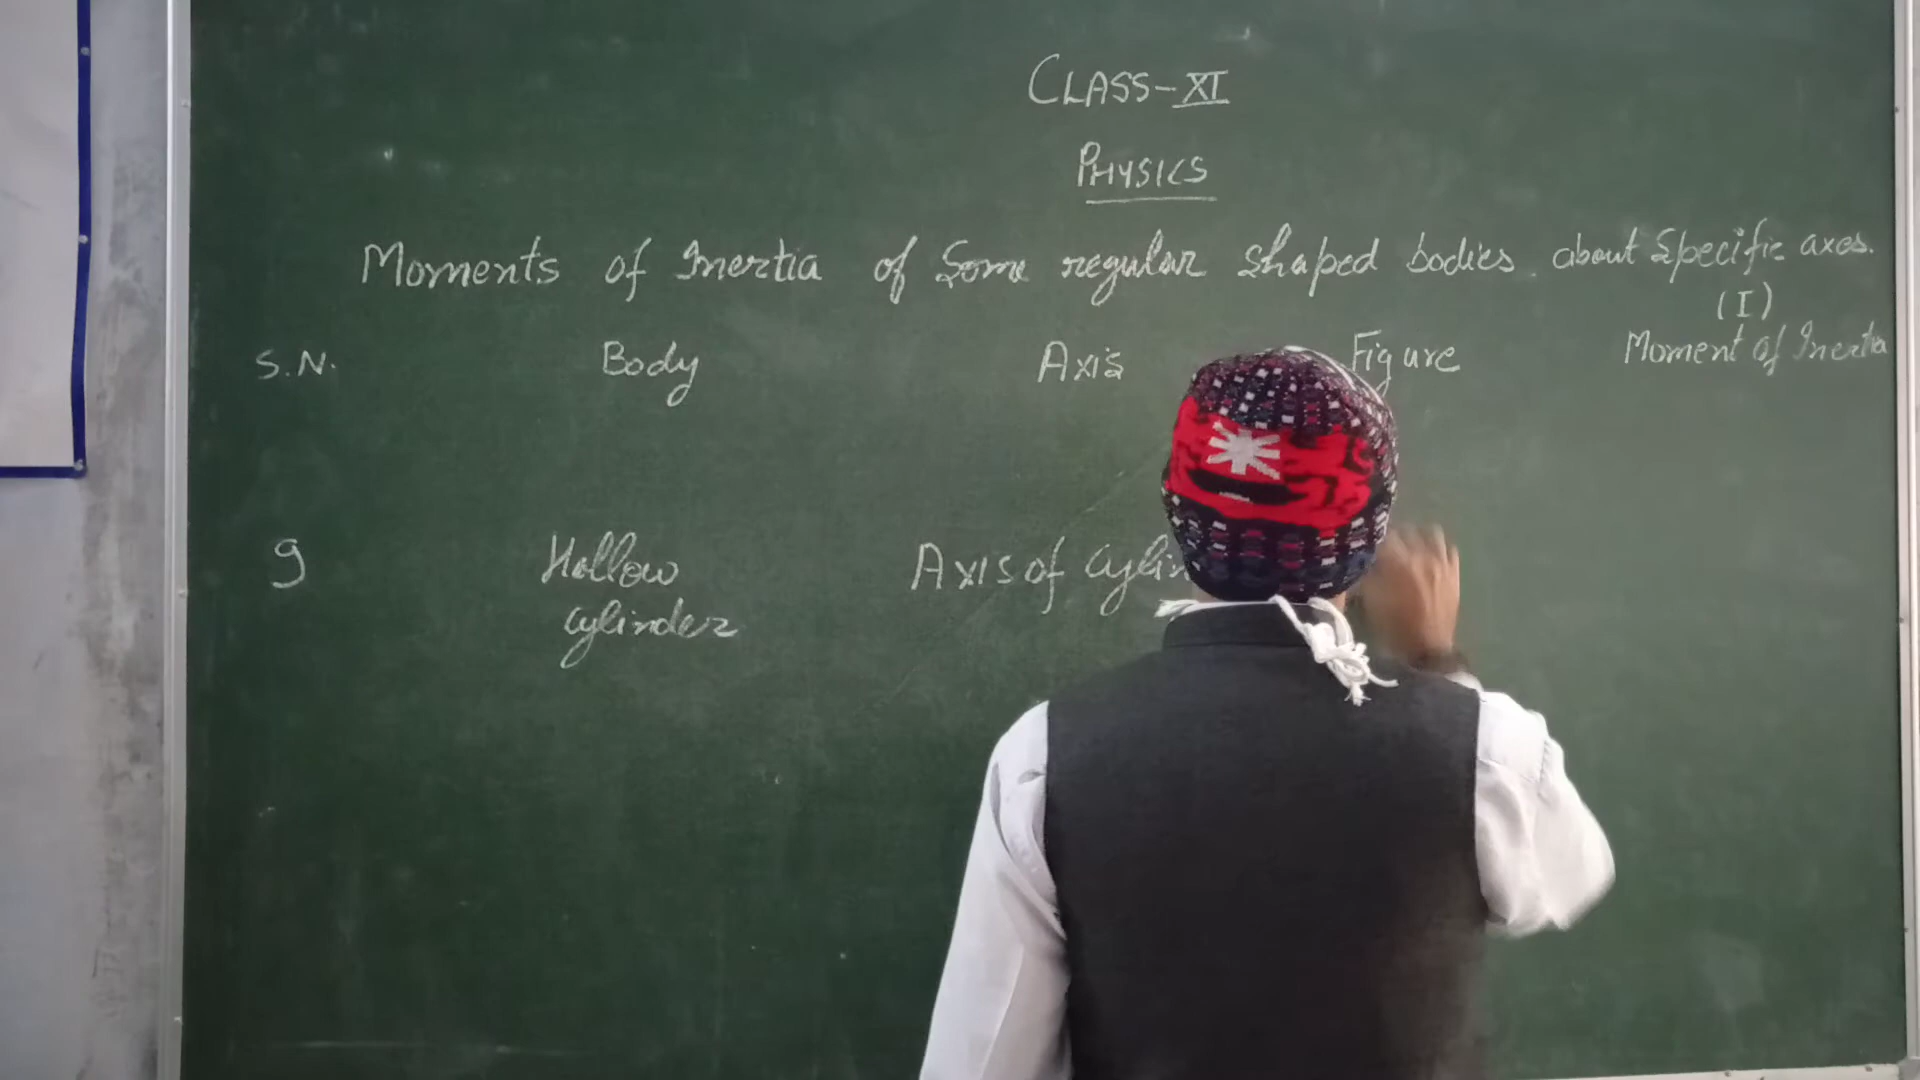 CLASS-XI
PHYSICS
Moments of Inertia of Some regular shaped bodies. about Specific axes.
(I)
S.N. Body Axis Figure Moment of Inertia
9 Hollow Axis of
cylinder